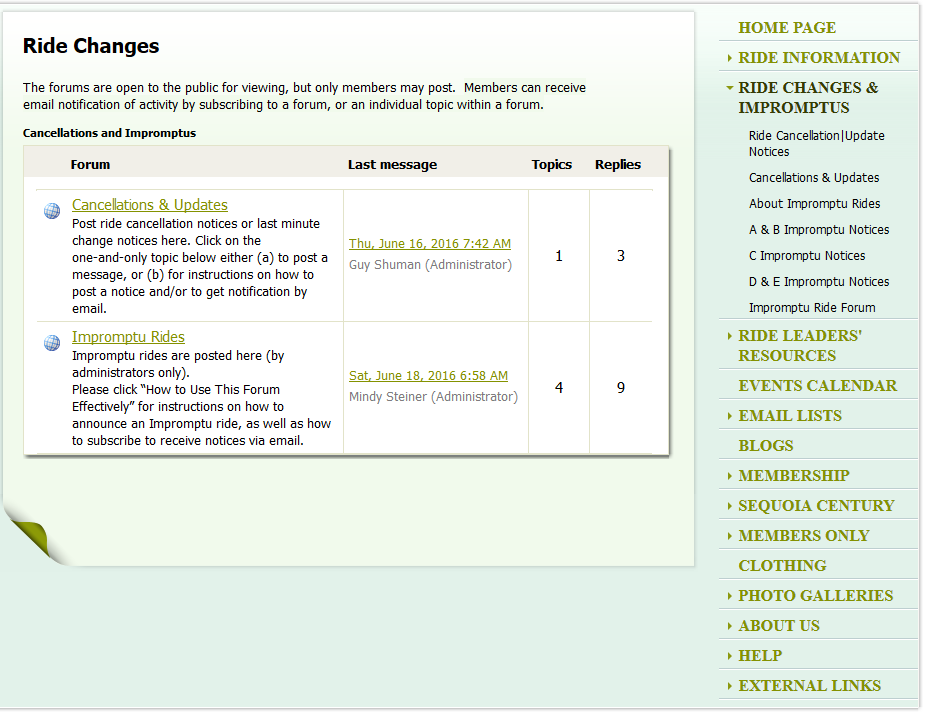 Ride Changes
The forums are open to the public for viewing, but only members may post.  Members can receive
email notification of activity by subscribing to a forum, or an individual topic within a forum.
Cancellations and Impromptus
Forum Last message Topics Replies
Cancellations & Updates
Post ride cancellation notices or last minute
change notices here. Click on the
one-and-only topic below either (a) to post a
message, or (b) for instructions on how to
post a notice and/or to get notification by
email.
Thu, June 16, 2016 7:42 AM
Guy Shuman (Administrator)
1
3
Impromptu Rides
Impromptu rides are posted here (by
administrators only).
Please click “How to Use This Forum
Effectively” for instructions on how to
announce an Impromptu ride, as well as how
to subscribe to receive notices via email.
Sat, June 18, 2016 6:58 AM
Mindy Steiner (Administrator)
4
9
HOME PAGE
RIDE INFORMATION
RIDE CHANGES &
IMPROMPTUS
Ride Cancellation|Update
Notices
Cancellations & Updates
About Impromptu Rides
A & B Impromptu Notices
C Impromptu Notices
D & E Impromptu Notices
Impromptu Ride Forum
RIDE LEADERS'
RESOURCES
EVENTS CALENDAR
EMAIL LISTS
BLOGS
MEMBERSHIP
SEQUOIA CENTURY
MEMBERS ONLY
CLOTHING
PHOTO GALLERIES
ABOUT US
HELP
EXTERNAL LINKS